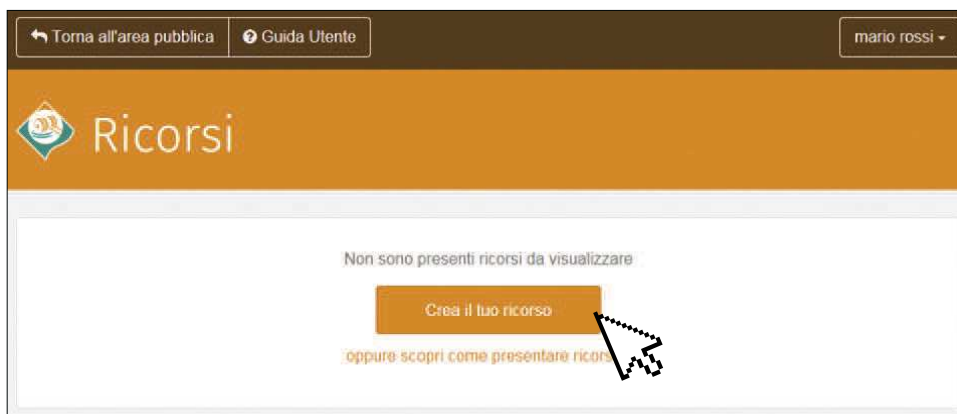 Torna all'area pubblica
Guida Utente
mario rossi
Ricorsi
Non sono presenti ricorsi da visualizzare
Crea il tuo ricorso
oppure scopri come presentare ricors